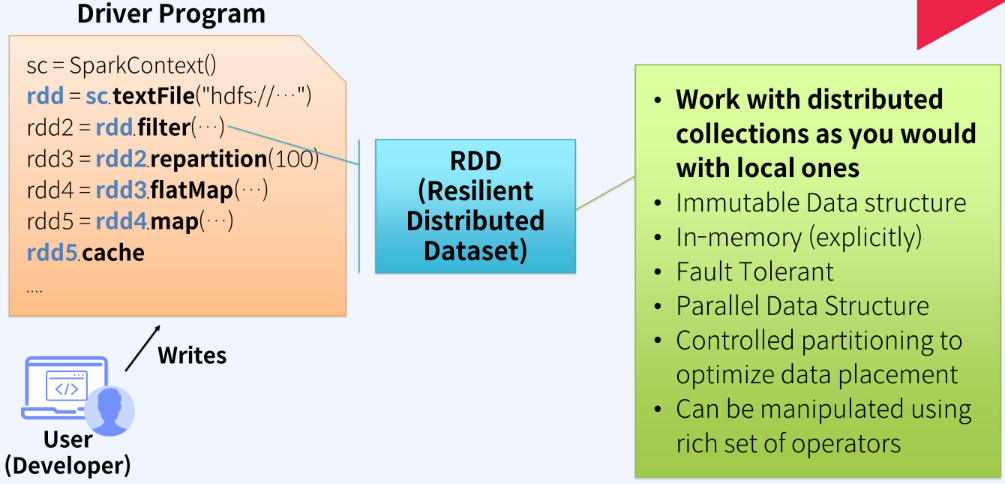 Driver Program
sc = SparkContext()
rdd = sc.textFile("hdfs://…")
rdd2 = rdd.filter(…)
rdd3 = rdd2.repartition(100)
rdd4 = rdd3.flatMap(…)
rdd5 = rdd4.map(…)
rdd5.cache
....
Writes
User
(Developer)
</>
RDD
(Resilient
Distributed
Dataset)
• Work with distributed
collections as you would
with local ones
• Immutable Data structure
• In-memory (explicitly)
• Fault Tolerant
• Parallel Data Structure
• Controlled partitioning to
optimize data placement
• Can be manipulated using
rich set of operators